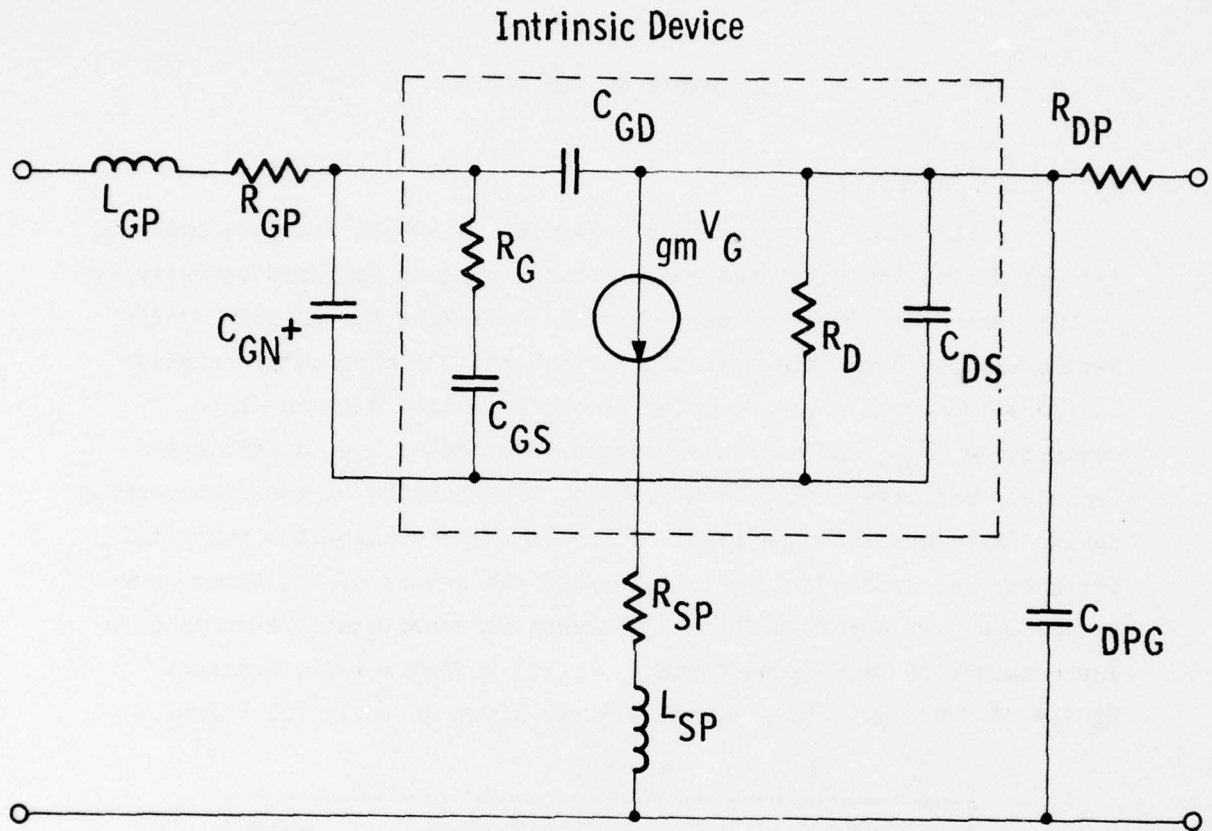 Intrinsic Device
C_GD
R_DP
L_GP
R_GP
R_G
gm V_G
C_GN+
R_D
C_DS
C_GS
R_SP
C_DPG
L_SP